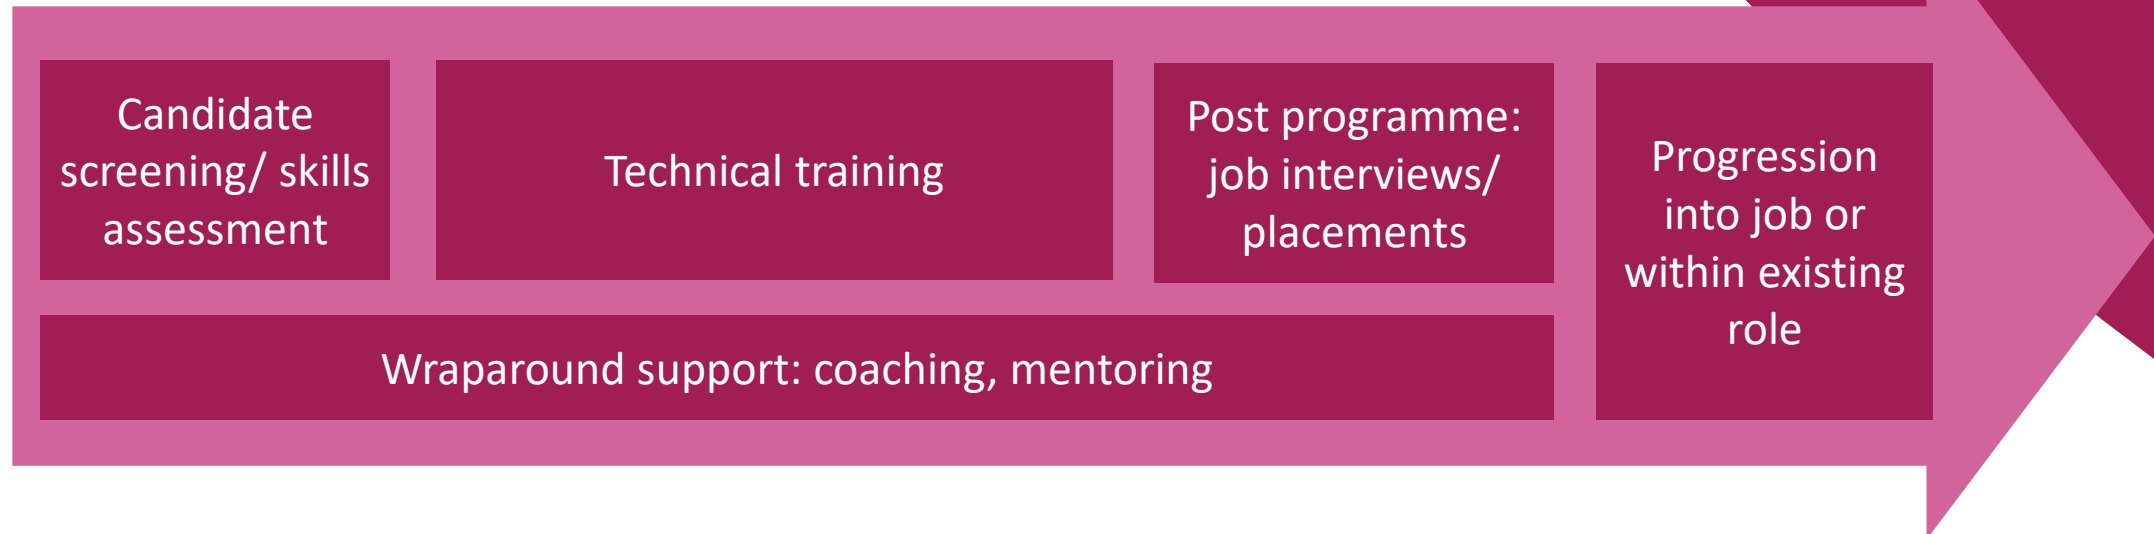 Candidate
screening/ skills
assessment
Technical training
Post programme:
job interviews/
placements
Progression
into job or
within existing
role
Wraparound support: coaching, mentoring